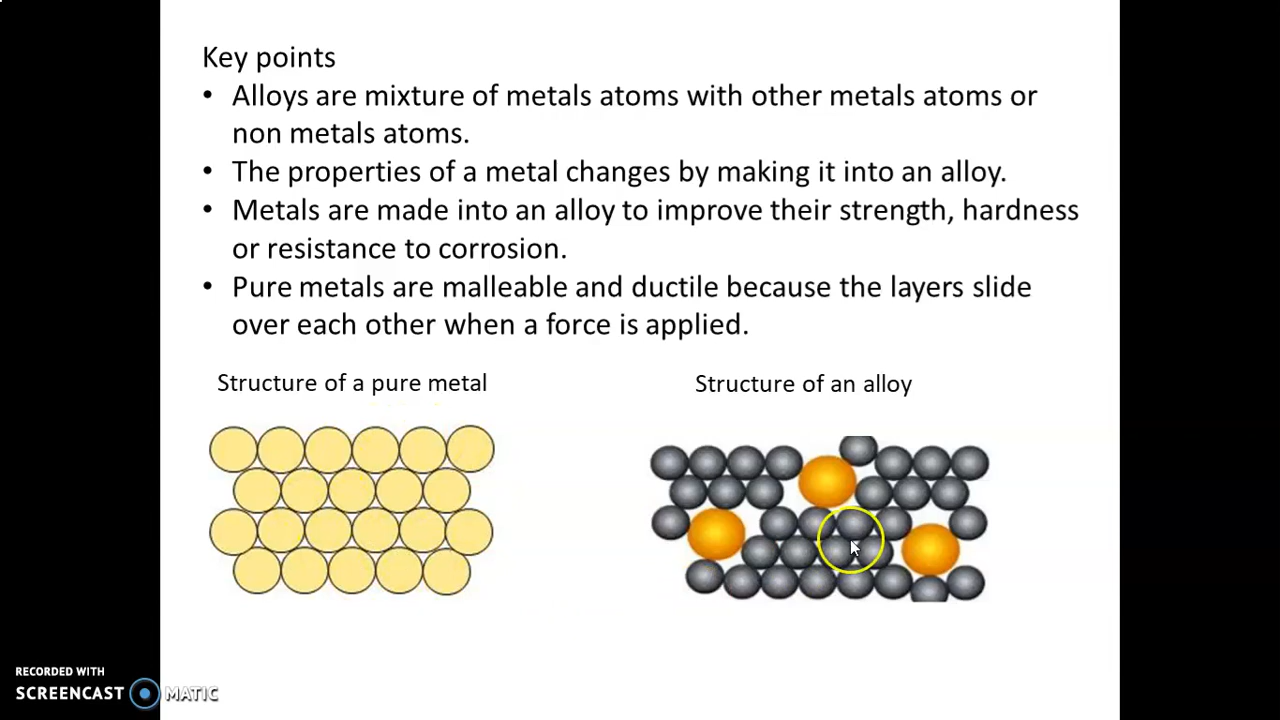 Key points
• Alloys are mixture of metals atoms with other metals atoms or
non metals atoms.
• The properties of a metal changes by making it into an alloy.
• Metals are made into an alloy to improve their strength, hardness
or resistance to corrosion.
• Pure metals are malleable and ductile because the layers slide
over each other when a force is applied.
Structure of a pure metal
Structure of an alloy
RECORDED WITH
SCREENCAST MATIC